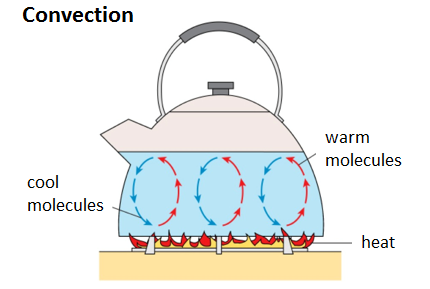 Convection
warm
molecules
cool
molecules
heat